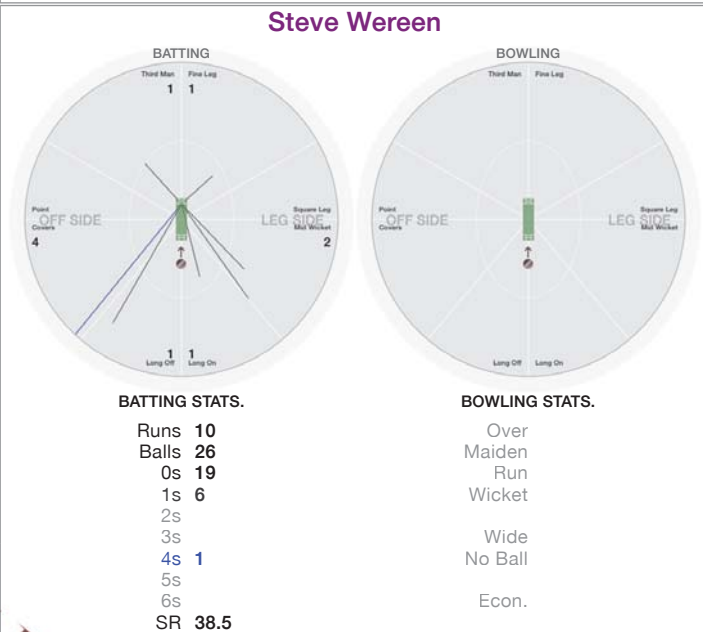 Steve Wereen
BATTING
Third Man Fine Leg
1 1
Point
OFF SIDE
Covers
4
Square Leg
LEG SIDE
Mid Wicket
2
1 1
Long Off Long On
BOWLING
Third Man Fine Leg
Point
OFF SIDE
Covers
Square Leg
LEG SIDE
Mid Wicket
Long Off Long On
BATTING STATS.
Runs 10
Balls 26
0s 19
1s 6
2s
3s
4s 1
5s
6s
SR 38.5
BOWLING STATS.
Over
Maiden
Run
Wicket
Wide
No Ball
Econ.